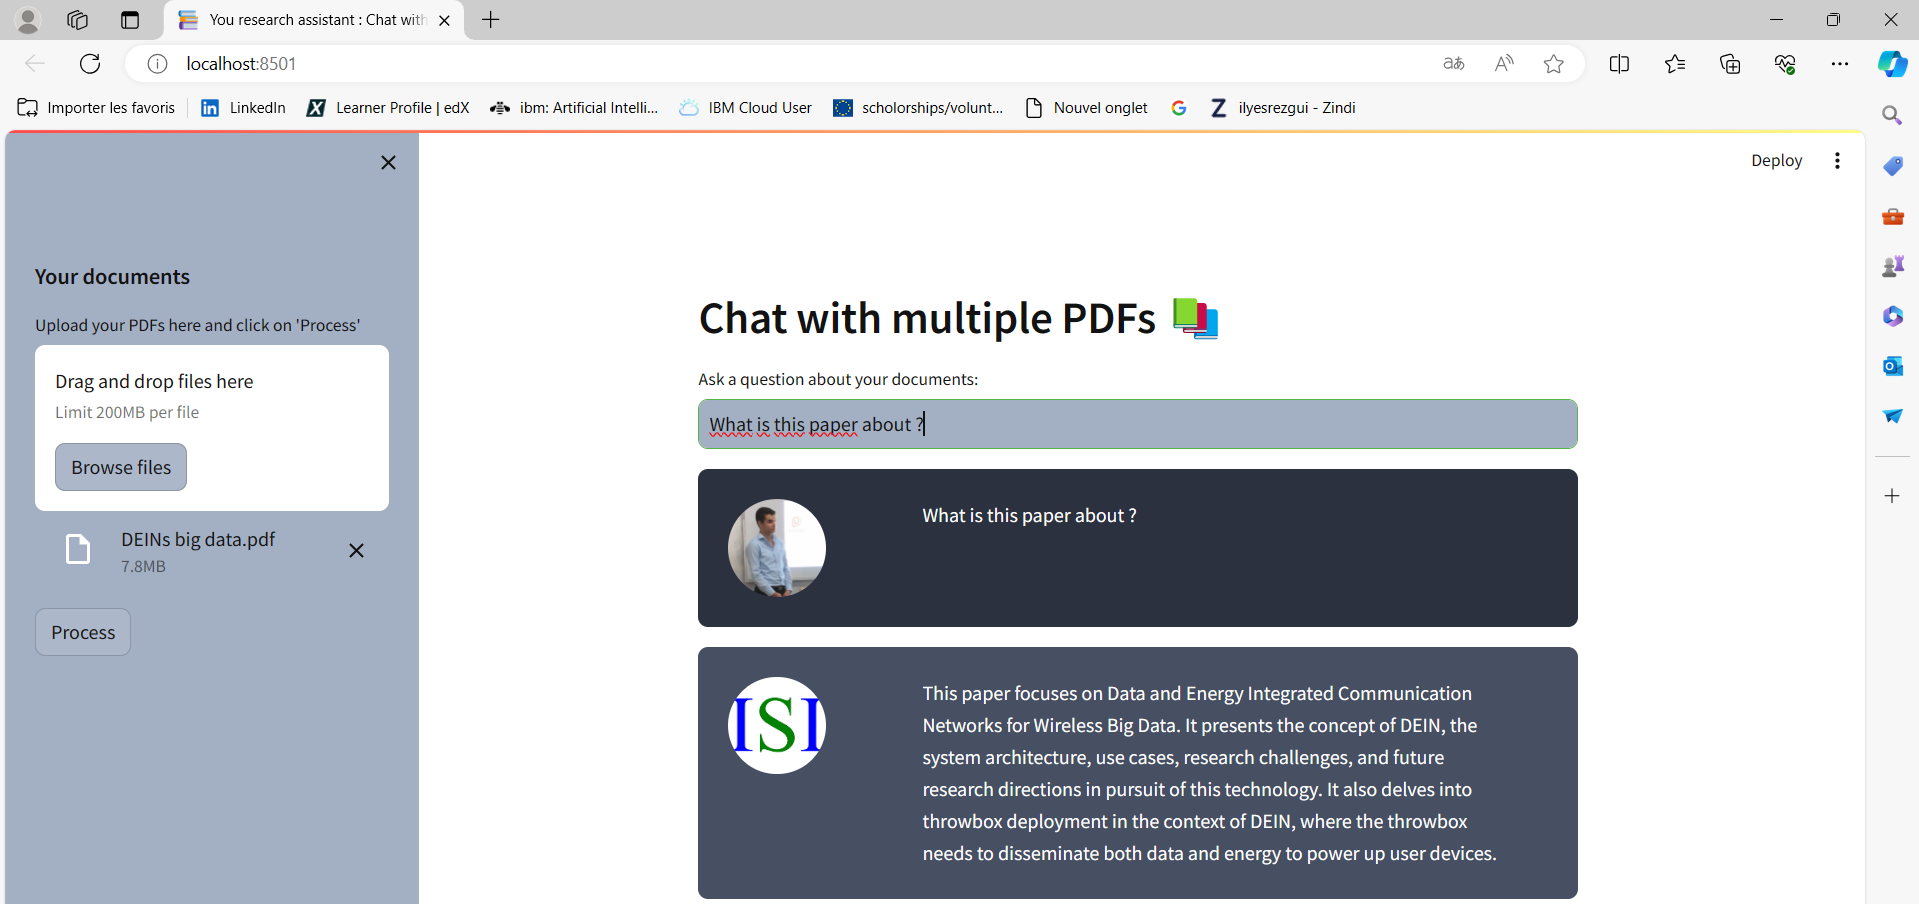 You research assistant : Chat with
localhost:8501
Importer les favoris
LinkedIn
Learner Profile | edX
ibm: Artificial Intelli...
IBM Cloud User
scholorships/volunt...
Nouvel onglet
ilyesrezgui - Zindi
Deploy
Your documents
Upload your PDFs here and click on 'Process'
Drag and drop files here
Limit 200MB per file
Browse files
DEINs big data.pdf
7.8MB
Process
Chat with multiple PDFs
Ask a question about your documents:
What is this paper about ?
What is this paper about ?
ISI
This paper focuses on Data and Energy Integrated Communication
Networks for Wireless Big Data. It presents the concept of DEIN, the
system architecture, use cases, research challenges, and future
research directions in pursuit of this technology. It also delves into
throwbox deployment in the context of DEIN, where the throwbox
needs to disseminate both data and energy to power up user devices.